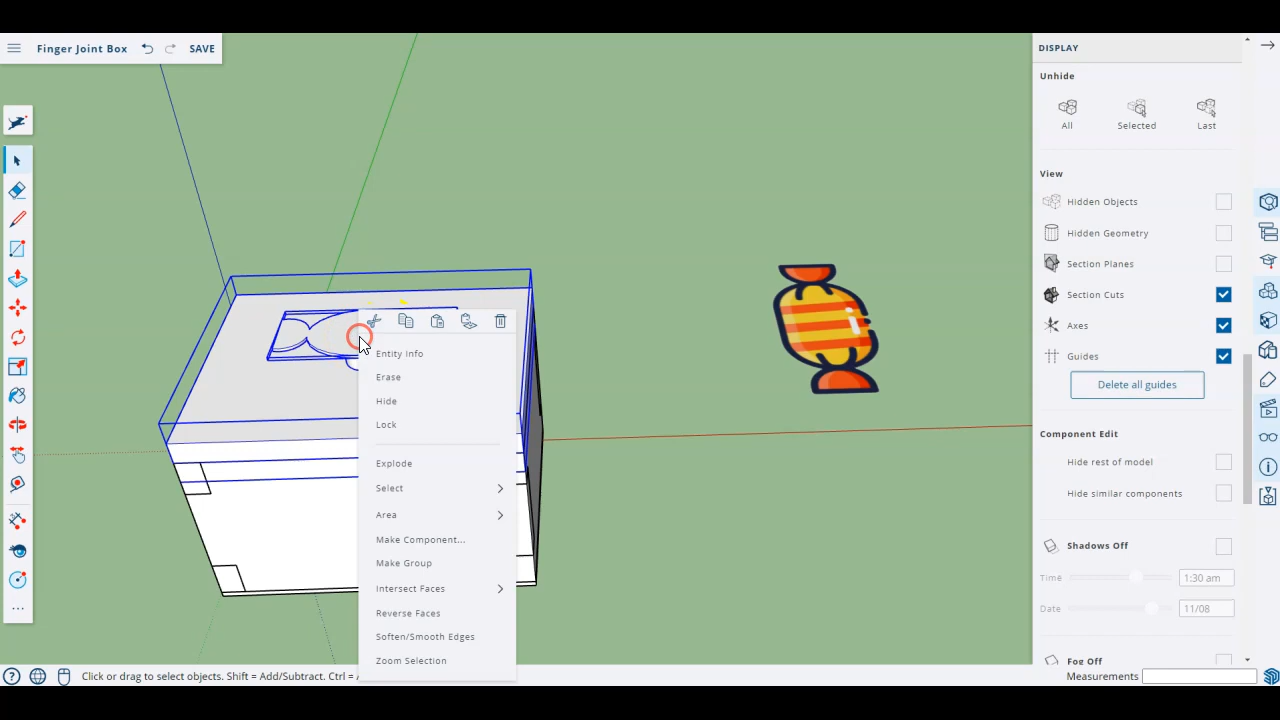 Finger Joint Box
SAVE
DISPLAY
Unhide
All
Selected
Last
View
Hidden Objects
Hidden Geometry
Section Planes
Section Cuts
Axes
Guides
Delete all guides
Component Edit
Hide rest of model
Hide similar components
Shadows Off
Time
1:30 am
Date
11/08
Fog Off
Entity Info
Erase
Hide
Lock
Explode
Select
Area
Make Component...
Make Group
Intersect Faces
Reverse Faces
Soften/Smooth Edges
Zoom Selection
Click or drag to select objects. Shift = Add/Subtract. Ctrl =
Measurements